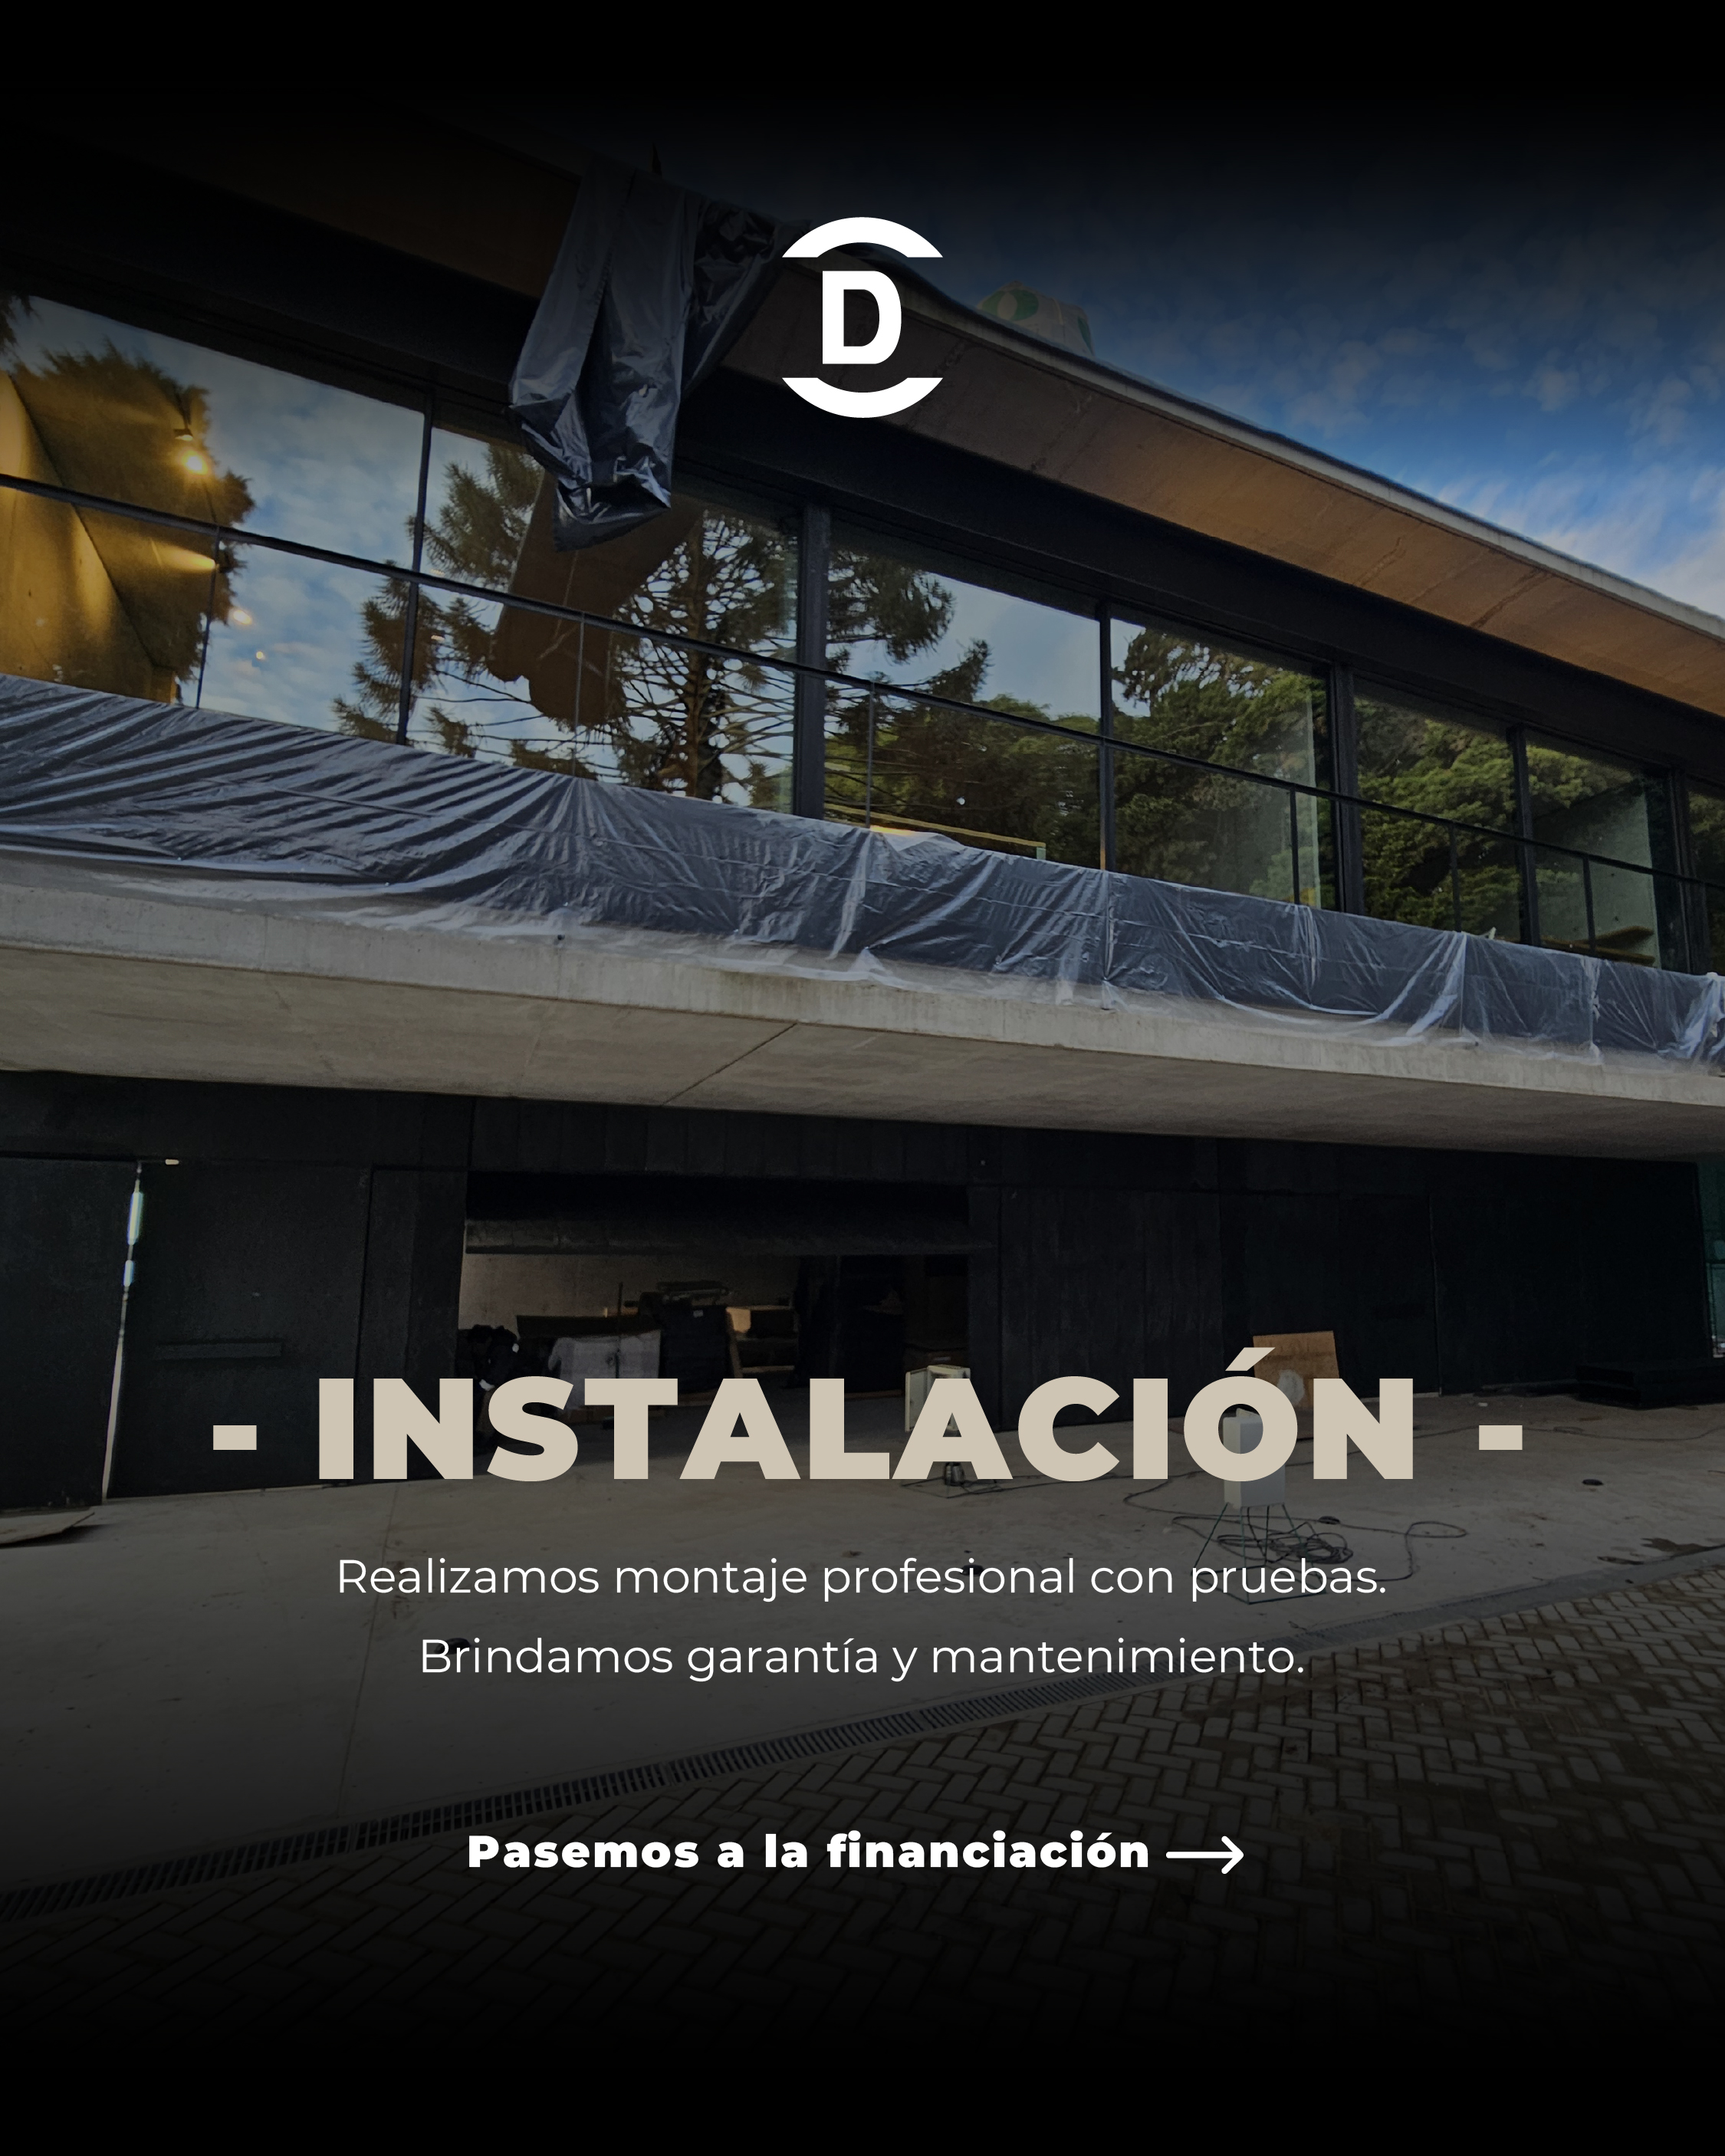 D
- INSTALACIÓN -
Realizamos montaje profesional con pruebas.
Brindamos garantía y mantenimiento.
Pasemos a la financiación →